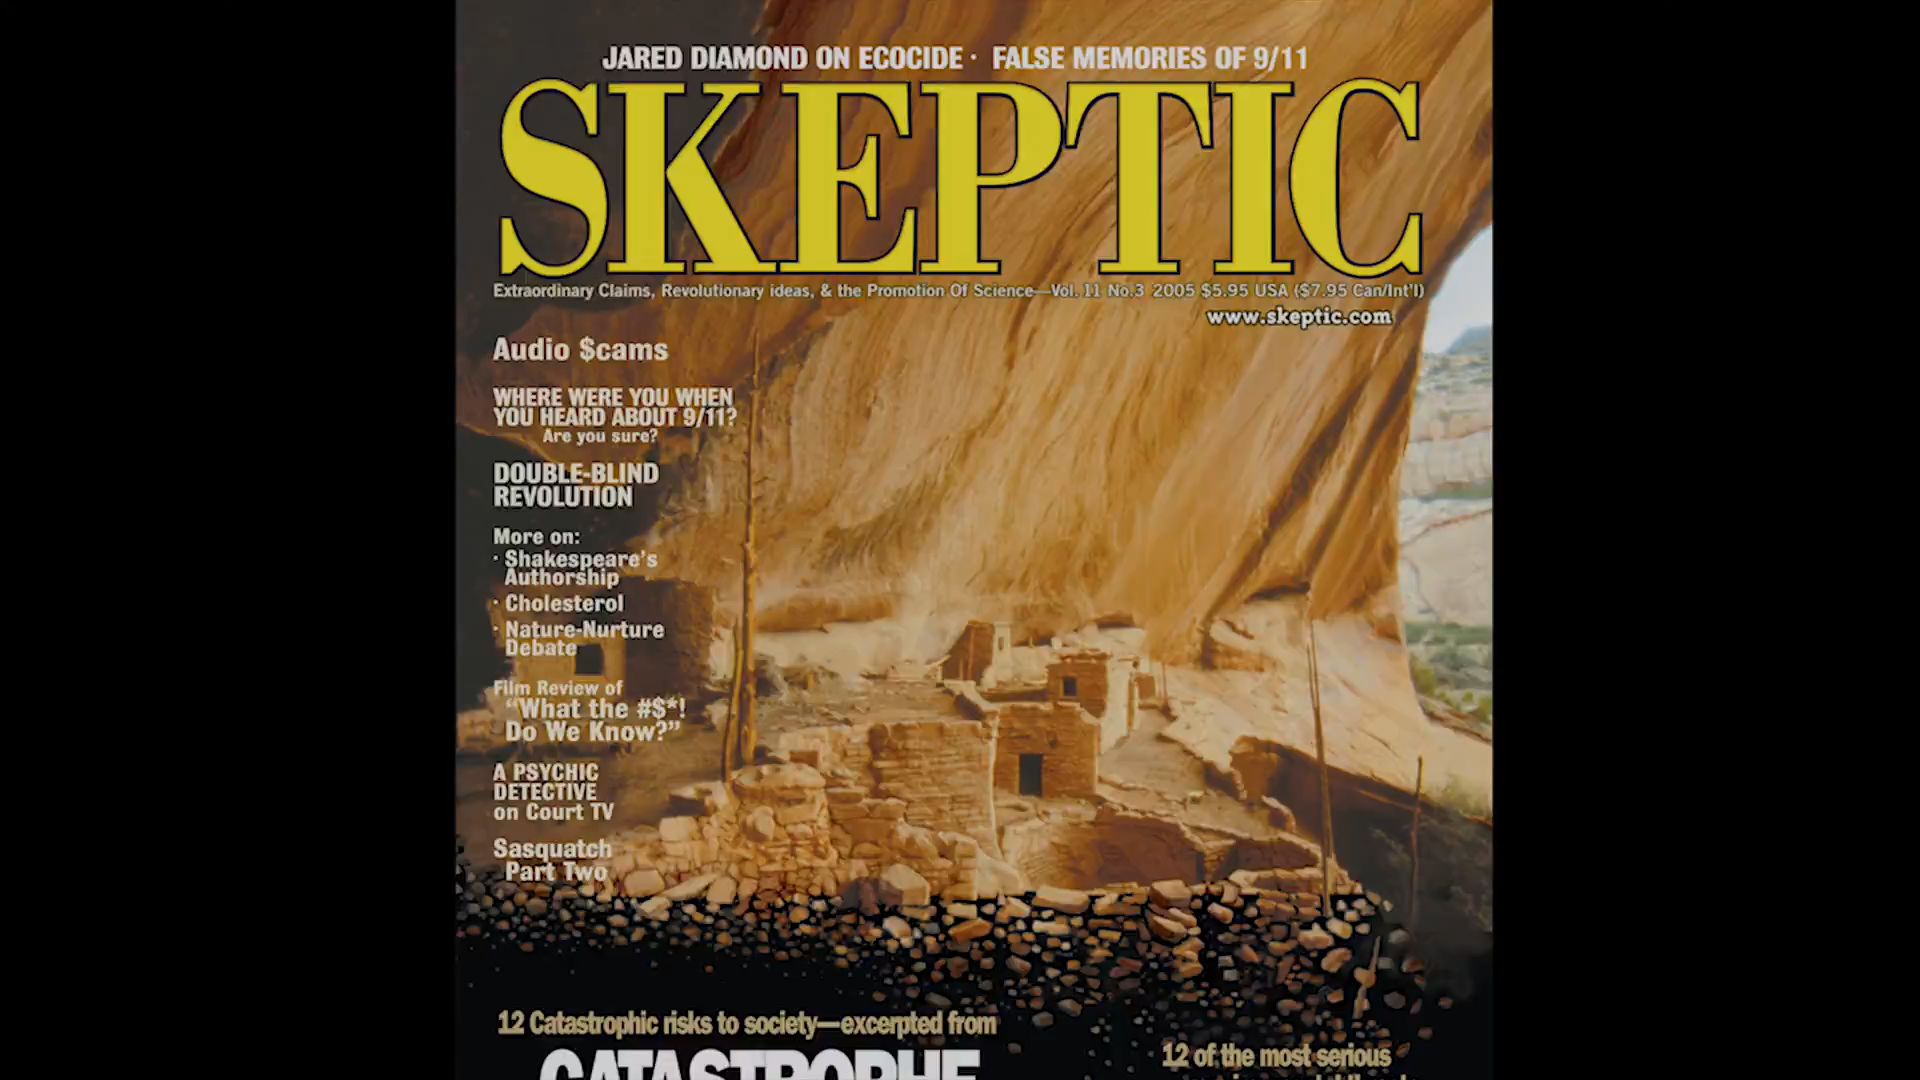 JARED DIAMOND ON ECOCIDE · FALSE MEMORIES OF 9/11
SKEPTIC
Extraordinary Claims, Revolutionary ideas, & the Promotion Of Science—Vol. 11 No.3 2005 $5.95 USA ($7.95 Can/Int'l)
www.skeptic.com
Audio $cams
WHERE WERE YOU WHEN
YOU HEARD ABOUT 9/11?
Are you sure?
DOUBLE-BLIND
REVOLUTION
More on:
· Shakespeare's
Authorship
· Cholesterol
· Nature-Nurture
Debate
Film Review of
"What the #$*!
Do We Know?"
A PSYCHIC
DETECTIVE
on Court TV
Sasquatch
Part Two
12 Catastrophic risks to society—excerpted from
CATASTROPHE
12 of the most serious